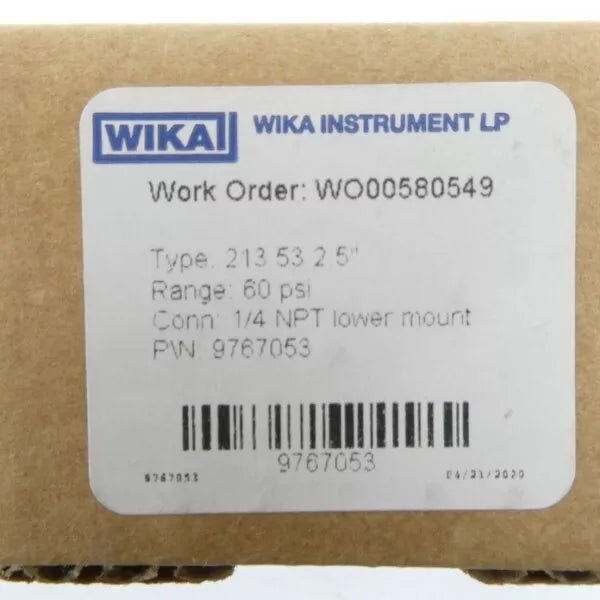 WIKA
WIKA INSTRUMENT LP
Work Order: WO00580549
Type: 213 53 2.5"
Range: 60 psi
Conn: 1/4 NPT lower mount
P\N: 9767053
9767053
9767053
04/21/2020